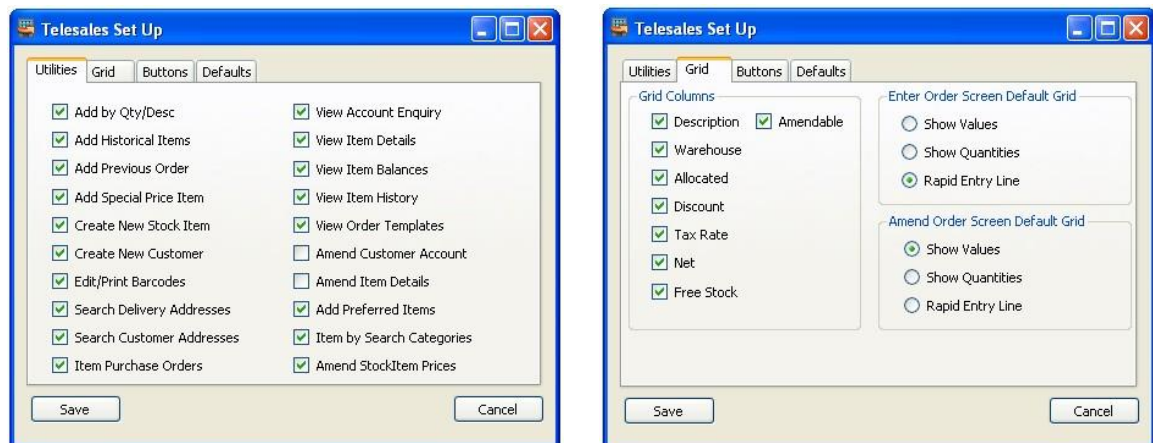 Telesales Set Up
Utilities Grid Buttons Defaults
Add by Qty/Desc
Add Historical Items
Add Previous Order
Add Special Price Item
Create New Stock Item
Create New Customer
Edit/Print Barcodes
Search Delivery Addresses
Search Customer Addresses
Item Purchase Orders
View Account Enquiry
View Item Details
View Item Balances
View Item History
View Order Templates
Amend Customer Account
Amend Item Details
Add Preferred Items
Item by Search Categories
Amend StockItem Prices
Save Cancel
Telesales Set Up
Utilities Grid Buttons Defaults
Grid Columns
Description Amendable
Warehouse
Allocated
Discount
Tax Rate
Net
Free Stock
Enter Order Screen Default Grid
Show Values
Show Quantities
Rapid Entry Line
Amend Order Screen Default Grid
Show Values
Show Quantities
Rapid Entry Line
Save Cancel